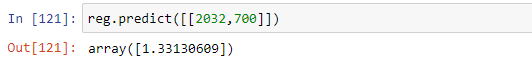 In [121]: reg.predict([[2032,700]])
Out[121]: array([1.33130609])